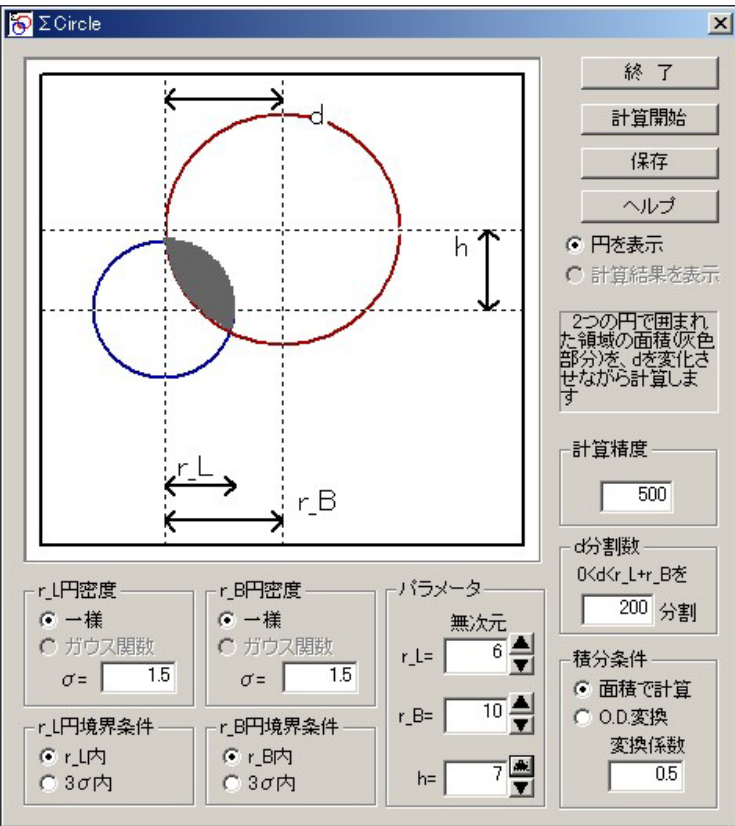 ΣCircle
d
h
r_L
r_B
終 了
計算開始
保存
ヘルプ
円を表示
計算結果を表示
2つの円で囲まれ
た領域の面積(灰色
部分)を、dを変化さ
せながら計算しま
す
計算精度
500
d分割数
0<d<r_L+r_Bを
200 分割
積分条件
面積で計算
O.D.変換
変換係数
0.5
r_L円密度
一様
ガウス関数
σ= 1.5
r_B円密度
一様
ガウス関数
σ= 1.5
r_L円境界条件
r_L内
3σ内
r_B円境界条件
r_B内
3σ内
パラメータ
無次元
r_L= 6
r_B= 10
h= 7